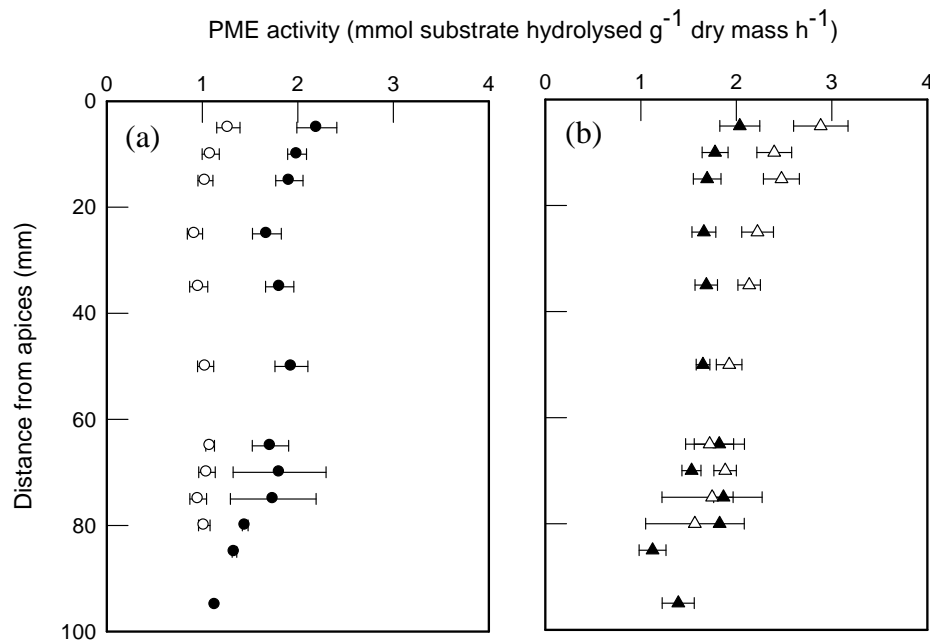 PME activity (mmol substrate hydrolysed g⁻¹ dry mass h⁻¹)
0 1 2 3 4
0 1 2 3 4
0
(a)
(b)
20
40
60
80
100
Distance from apices (mm)